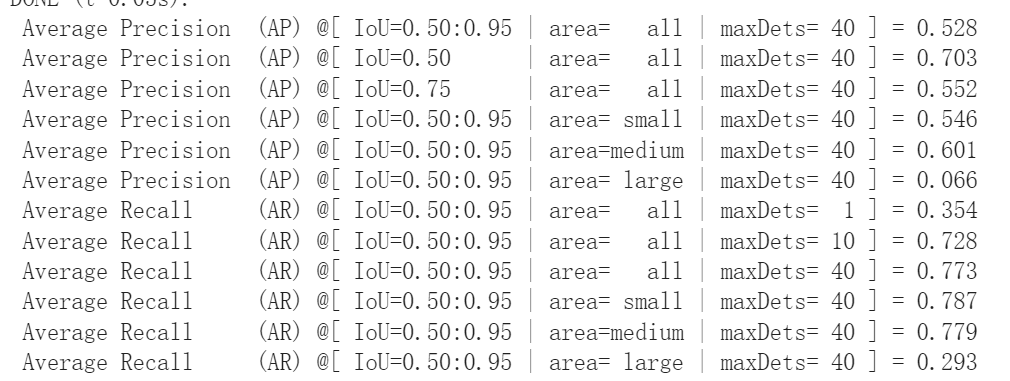 DONE (t=0.03s).
Average Precision  (AP) @[ IoU=0.50:0.95 | area=   all | maxDets= 40 ] = 0.528
Average Precision  (AP) @[ IoU=0.50      | area=   all | maxDets= 40 ] = 0.703
Average Precision  (AP) @[ IoU=0.75      | area=   all | maxDets= 40 ] = 0.552
Average Precision  (AP) @[ IoU=0.50:0.95 | area= small | maxDets= 40 ] = 0.546
Average Precision  (AP) @[ IoU=0.50:0.95 | area=medium | maxDets= 40 ] = 0.601
Average Precision  (AP) @[ IoU=0.50:0.95 | area= large | maxDets= 40 ] = 0.066
Average Recall     (AR) @[ IoU=0.50:0.95 | area=   all | maxDets=  1 ] = 0.354
Average Recall     (AR) @[ IoU=0.50:0.95 | area=   all | maxDets= 10 ] = 0.728
Average Recall     (AR) @[ IoU=0.50:0.95 | area=   all | maxDets= 40 ] = 0.773
Average Recall     (AR) @[ IoU=0.50:0.95 | area= small | maxDets= 40 ] = 0.787
Average Recall     (AR) @[ IoU=0.50:0.95 | area=medium | maxDets= 40 ] = 0.779
Average Recall     (AR) @[ IoU=0.50:0.95 | area= large | maxDets= 40 ] = 0.293